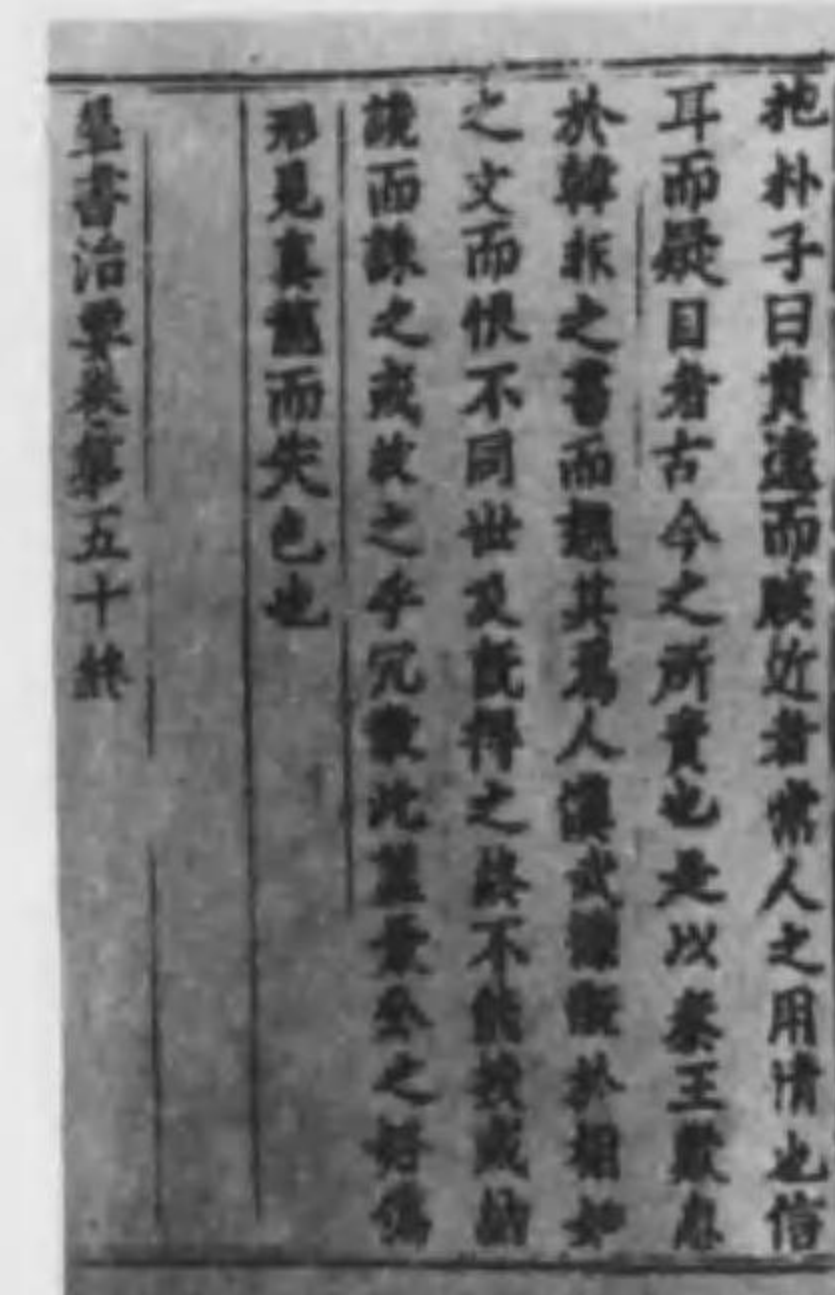 抱朴子曰貴遠而賤近者常人之用情也信
耳而疑目者古今之所貴也是以秦王歎息
於韓非之書而想其為人漢武慷慨於相如
之文而恨不同世及既得之終不能拔或納
讒而誅之或放之乎冗散此蓋葉公之好僞
形見真龍而失色也
羣書治要卷第五十終